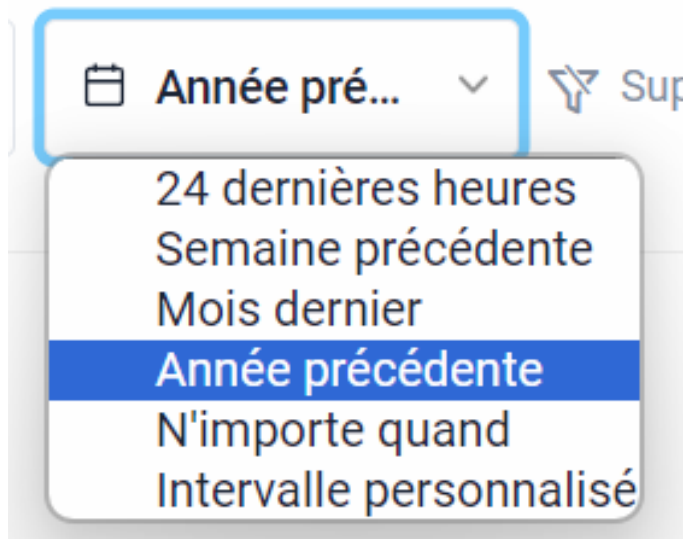 Année pré...
Sup
24 dernières heures
Semaine précédente
Mois dernier
Année précédente
N'importe quand
Intervalle personnalisé